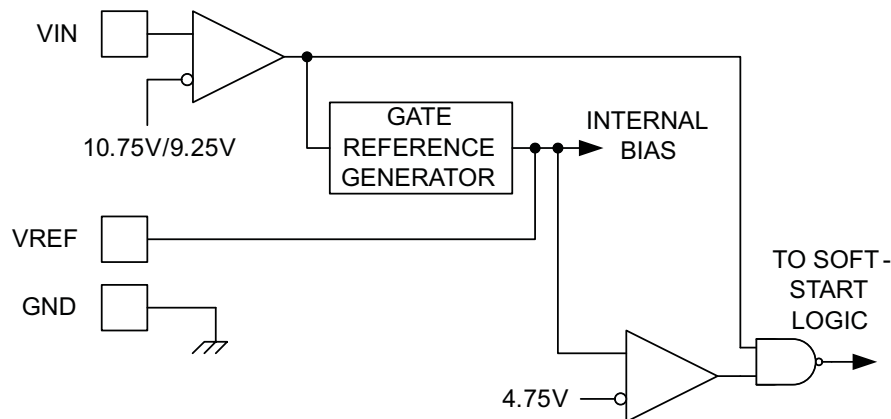 VIN
10.75V/9.25V
GATE
REFERENCE
GENERATOR
INTERNAL
BIAS
VREF
GND
TO SOFT-
START
LOGIC
4.75V